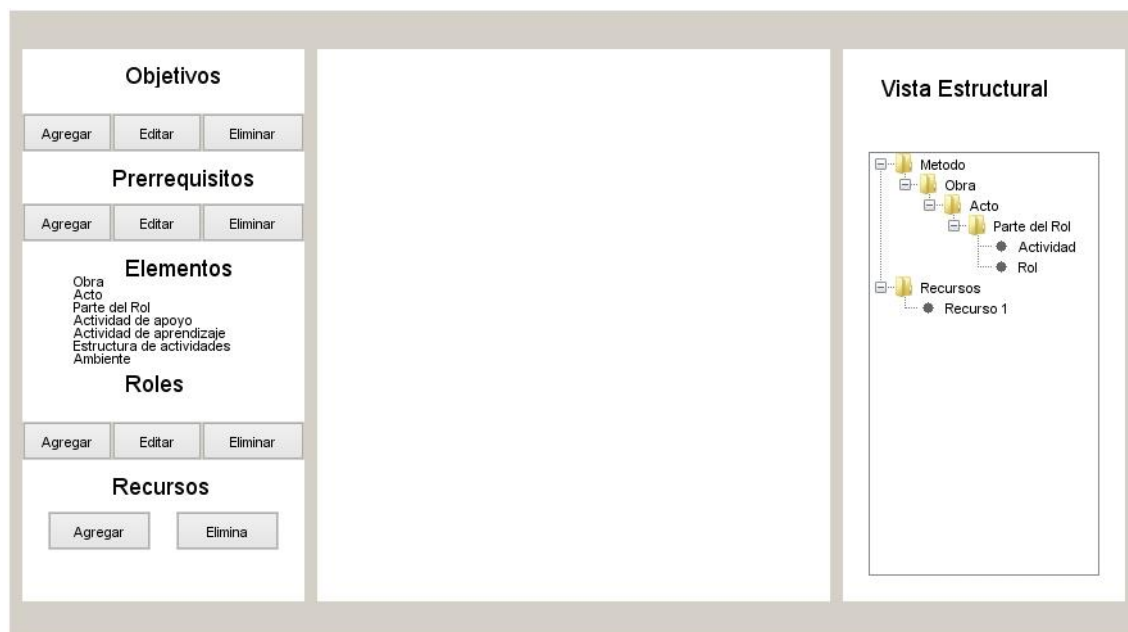 Objetivos
Agregar Editar Eliminar
Prerrequisitos
Agregar Editar Eliminar
Elementos
Obra
Acto
Parte del Rol
Actividad de apoyo
Actividad de aprendizaje
Estructura de actividades
Ambiente
Roles
Agregar Editar Eliminar
Recursos
Agregar Elimina
Vista Estructural
Metodo
Obra
Acto
Parte del Rol
Actividad
Rol
Recursos
Recurso 1